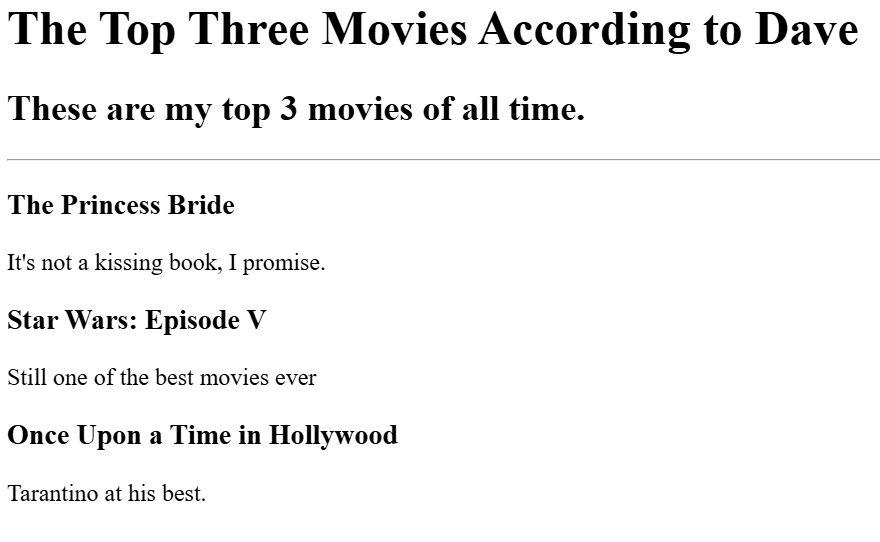 The Top Three Movies According to Dave
These are my top 3 movies of all time.
The Princess Bride
It's not a kissing book, I promise.
Star Wars: Episode V
Still one of the best movies ever
Once Upon a Time in Hollywood
Tarantino at his best.